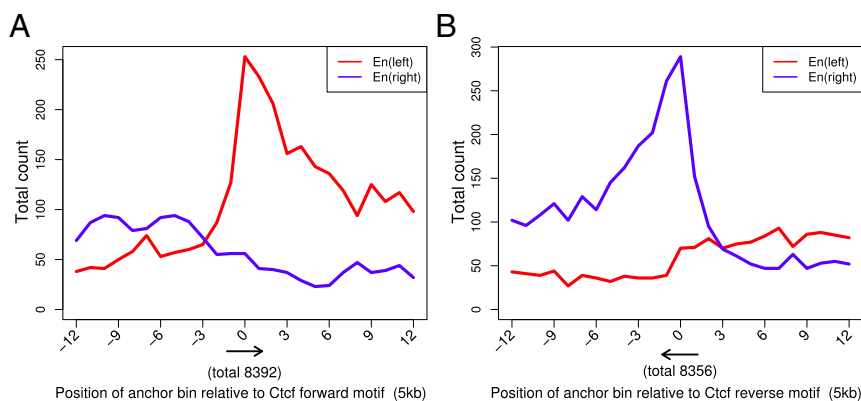 A
B
En(left)
En(right)
Total count
0
50
100
150
200
250
−12
−9
−6
−3
0
3
6
9
12
(total 8392)
Position of anchor bin relative to Ctcf forward motif (5kb)
En(left)
En(right)
Total count
0
50
100
150
200
250
300
−12
−9
−6
−3
0
3
6
9
12
(total 8356)
Position of anchor bin relative to Ctcf reverse motif (5kb)